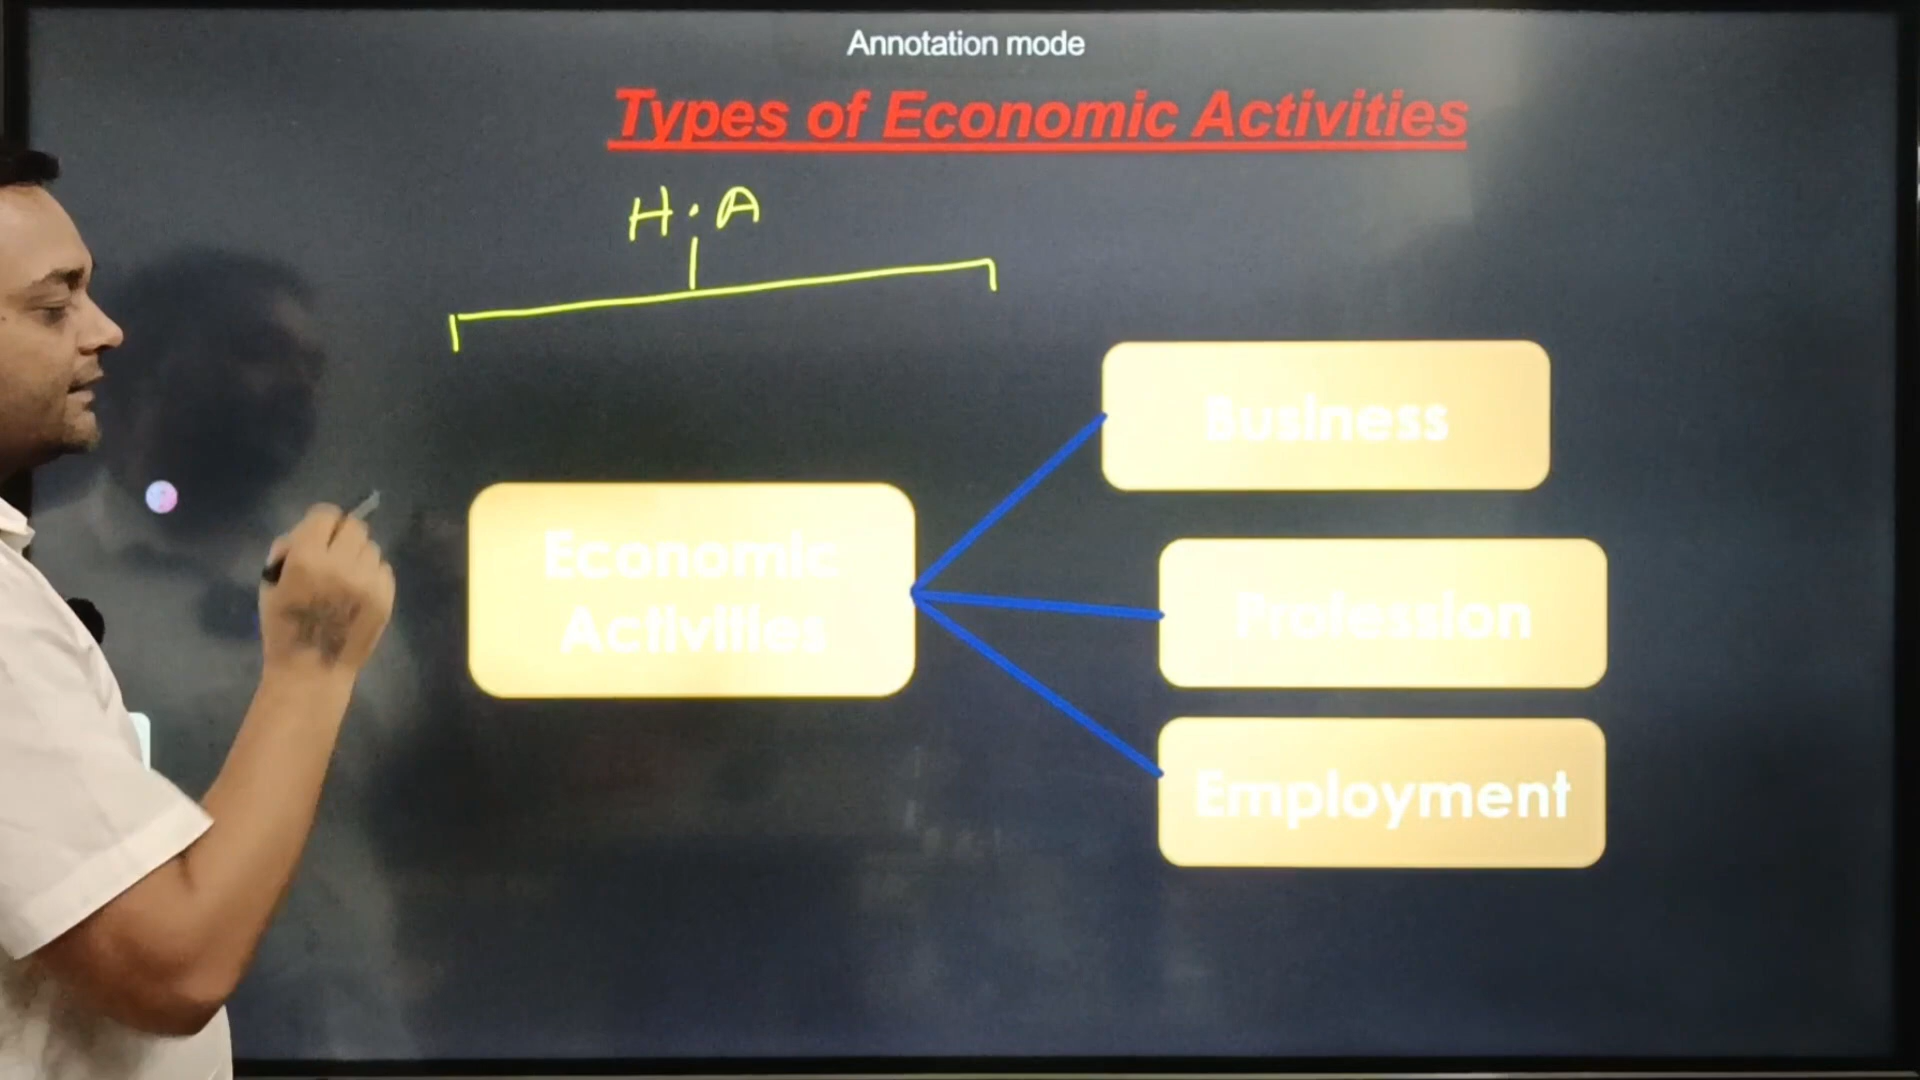 Annotation mode
Types of Economic Activities
H.A
Business
Economic
Activities
Profession
Employment